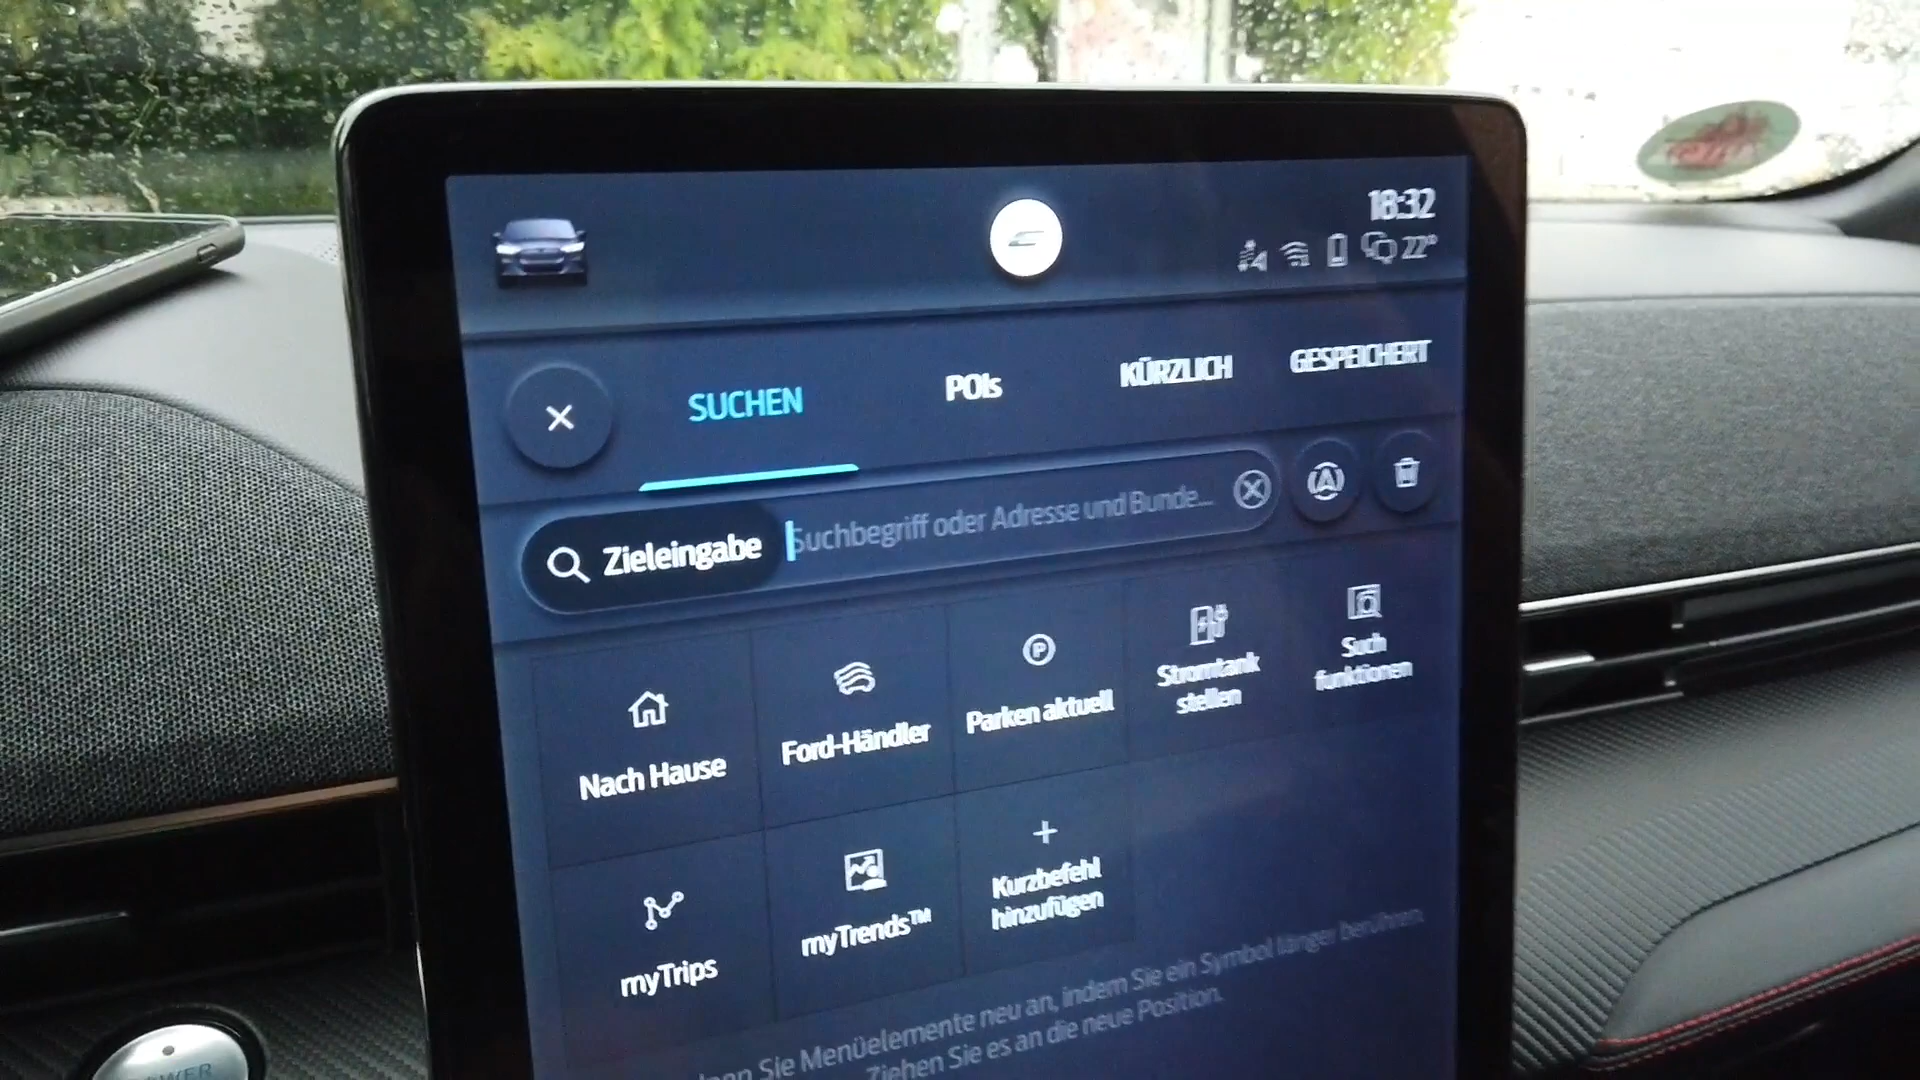 18:32
22°
SUCHEN
POIs
KÜRZLICH
GESPEICHERT
Zieleingabe
Suchbegriff oder Adresse und Bunde...
Nach Hause
Ford-Händler
Parken aktuell
Stromtank
stellen
Such
funktionen
myTrips
myTrends™
Kurzbefehl
hinzufügen
Sie Menüelemente neu an, indem Sie ein Symbol länger berühren.
Ziehen Sie es an die neue Position.